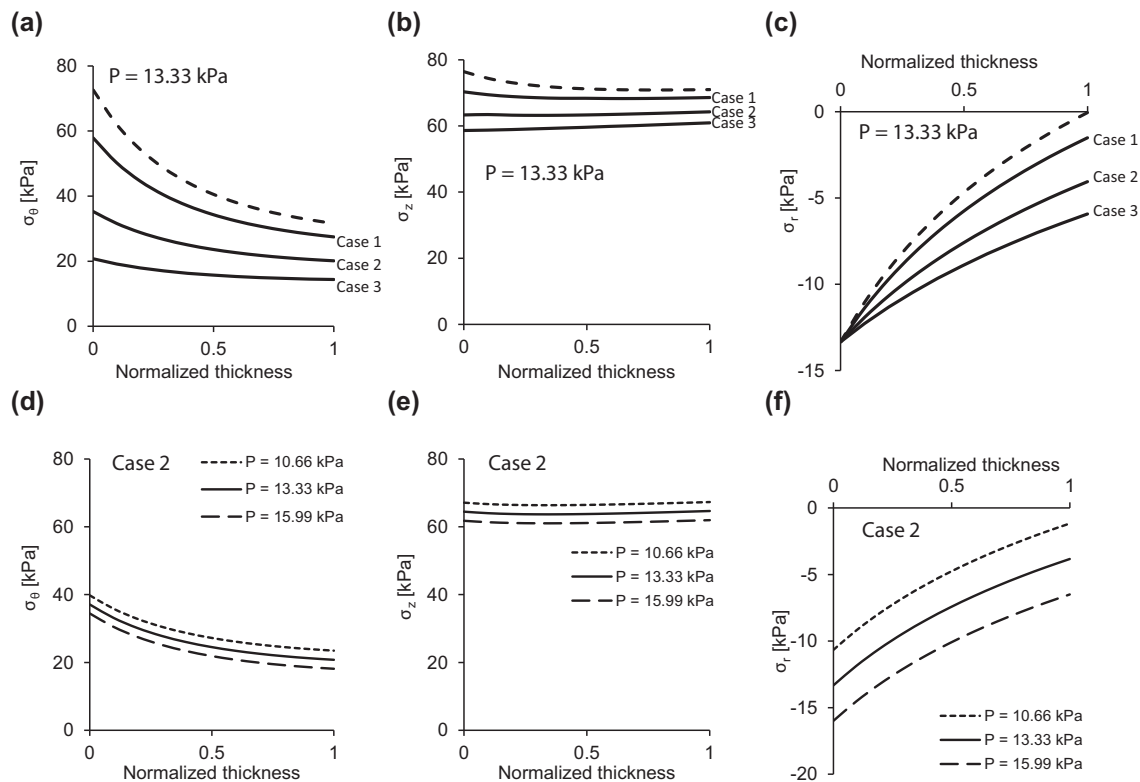 (a)
P = 13.33 kPa
80
60
40
20
0
σθ [kPa]
Case 1
Case 2
Case 3
0 0.5 1
Normalized thickness
(b)
80
60
40
20
0
σz [kPa]
Case 1
Case 2
Case 3
P = 13.33 kPa
0 0.5 1
Normalized thickness
(c)
Normalized thickness
0 0.5 1
0
-5
-10
-15
σr [kPa]
P = 13.33 kPa
Case 1
Case 2
Case 3
(d)
Case 2
P = 10.66 kPa
P = 13.33 kPa
P = 15.99 kPa
80
60
40
20
0
σθ [kPa]
0 0.5 1
Normalized thickness
(e)
Case 2
80
60
40
20
0
σz [kPa]
P = 10.66 kPa
P = 13.33 kPa
P = 15.99 kPa
0 0.5 1
Normalized thickness
(f)
Normalized thickness
0 0.5 1
0
-5
-10
-15
-20
σr [kPa]
Case 2
P = 10.66 kPa
P = 13.33 kPa
P = 15.99 kPa